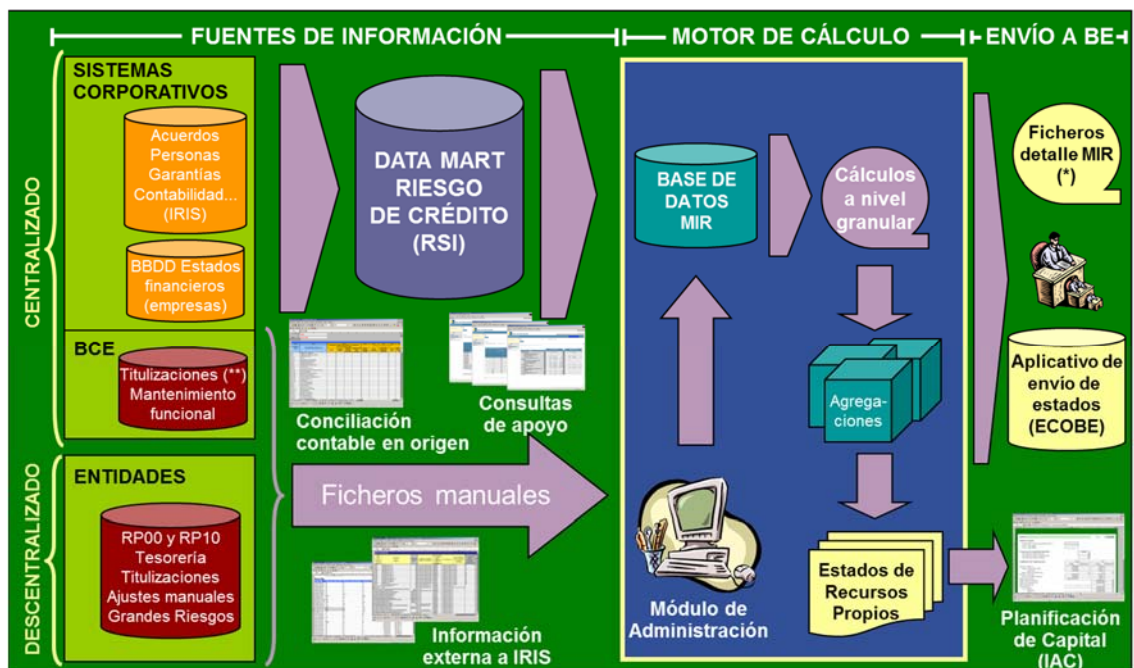 FUENTES DE INFORMACIÓN
MOTOR DE CÁLCULO
ENVÍO A BE
CENTRALIZADO
SISTEMAS
CORPORATIVOS
Acuerdos
Personas
Garantías
Contabilidad...
(IRIS)
BBDD Estados
financieros
(empresas)
BCE
Titulizaciones (**)
Mantenimiento
funcional
DESCENTRALIZADO
ENTIDADES
RP00 y RP10
Tesorería
Titulizaciones
Ajustes manuales
Grandes Riesgos
DATA MART
RIESGO
DE CRÉDITO
(RSI)
Conciliación
contable en origen
Consultas
de apoyo
Ficheros manuales
Información
externa a IRIS
BASE DE
DATOS
MIR
Cálculos
a nivel
granular
Agrega-
ciones
Módulo de
Administración
Estados de
Recursos
Propios
Ficheros
detalle MIR
(*)
Aplicativo de
envío de
estados
(ECOBE)
Planificación
de Capital
(IAC)